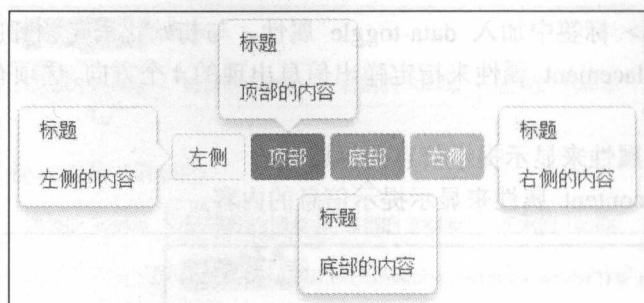 标题
顶部的内容
标题
左侧的内容
左侧 顶部 底部 右侧
标题
右侧的内容
标题
底部的内容